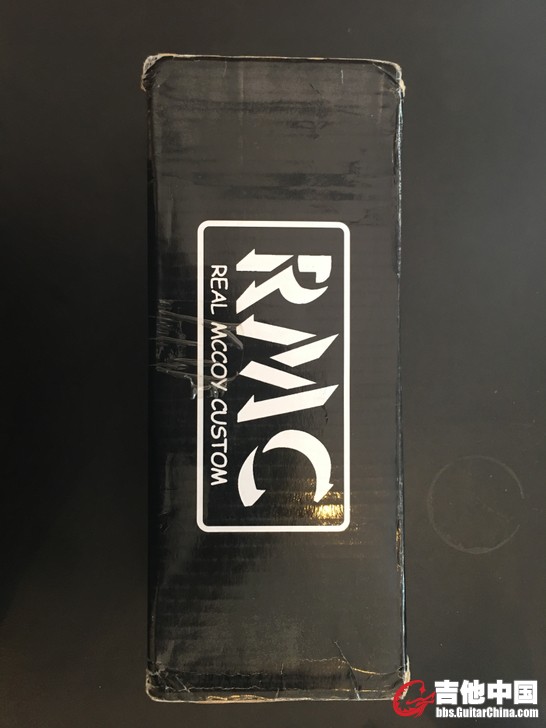 RMC
REAL MCCOY CUSTOM
吉他中国
bbs.GuitarChina.com